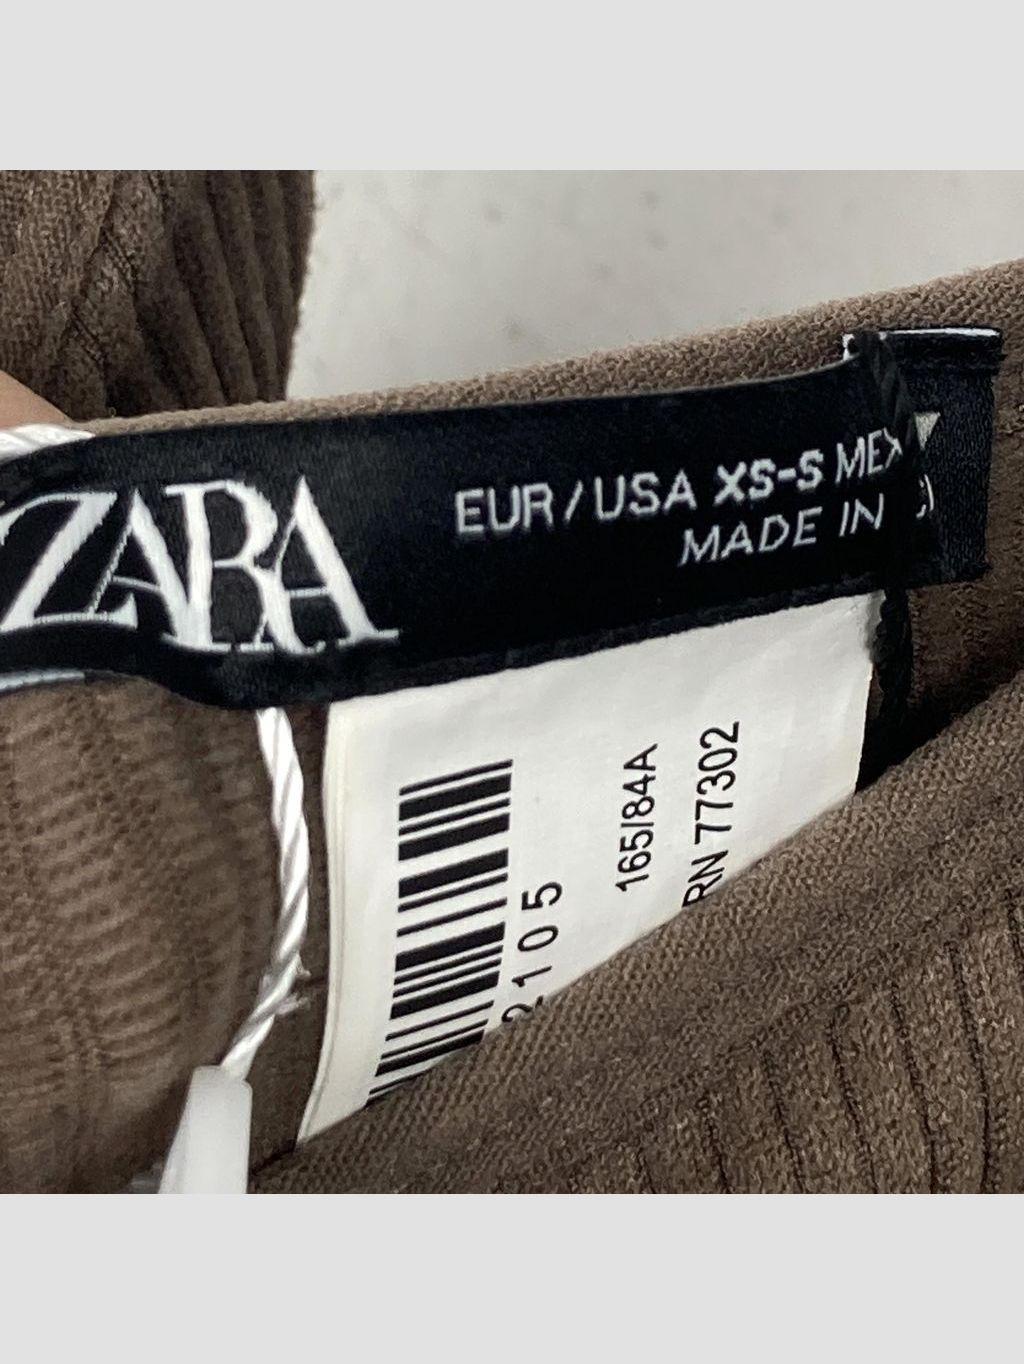 ZARA
EUR/USA XS-S MEX
MADE IN
2105
165/84A
RN 77302